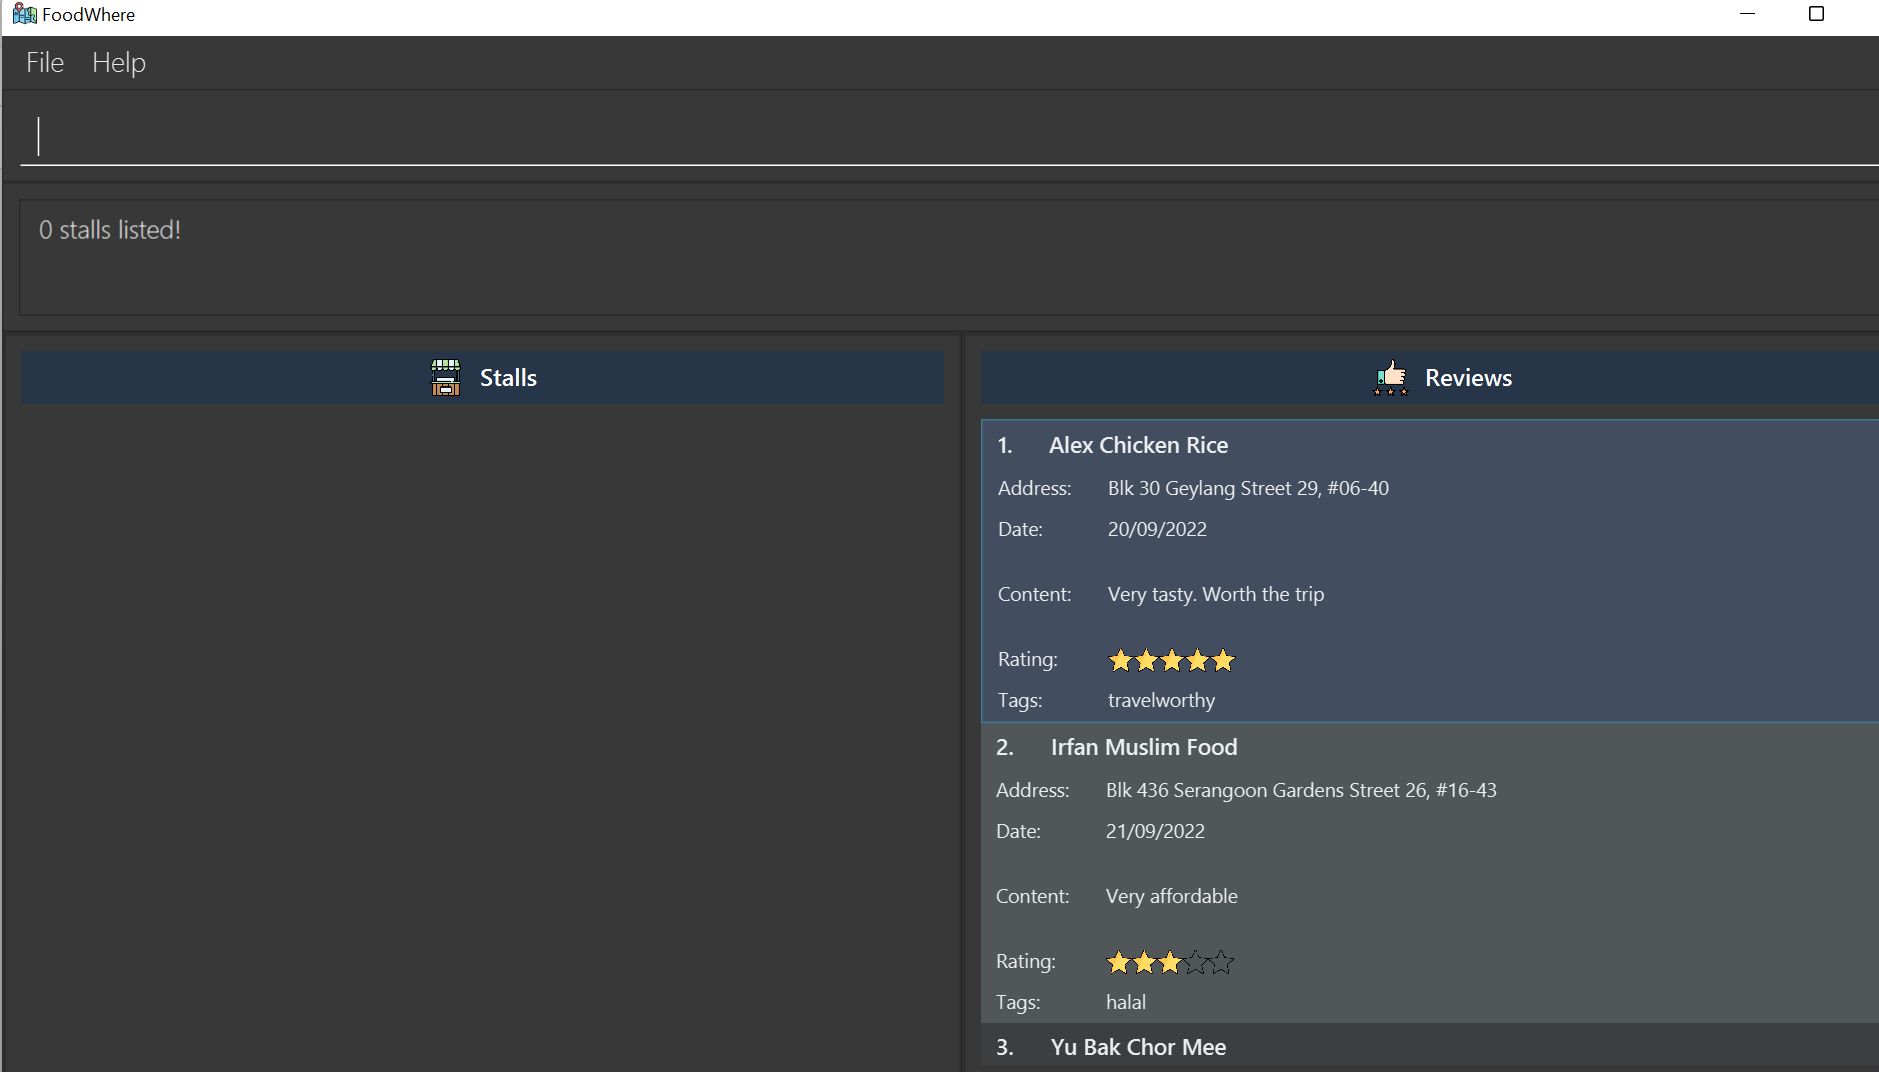 FoodWhere
File Help
0 stalls listed!
Stalls
Reviews
1. Alex Chicken Rice
Address: Blk 30 Geylang Street 29, #06-40
Date: 20/09/2022
Content: Very tasty. Worth the trip
Rating:
Tags: travelworthy
2. Irfan Muslim Food
Address: Blk 436 Serangoon Gardens Street 26, #16-43
Date: 21/09/2022
Content: Very affordable
Rating:
Tags: halal
3. Yu Bak Chor Mee